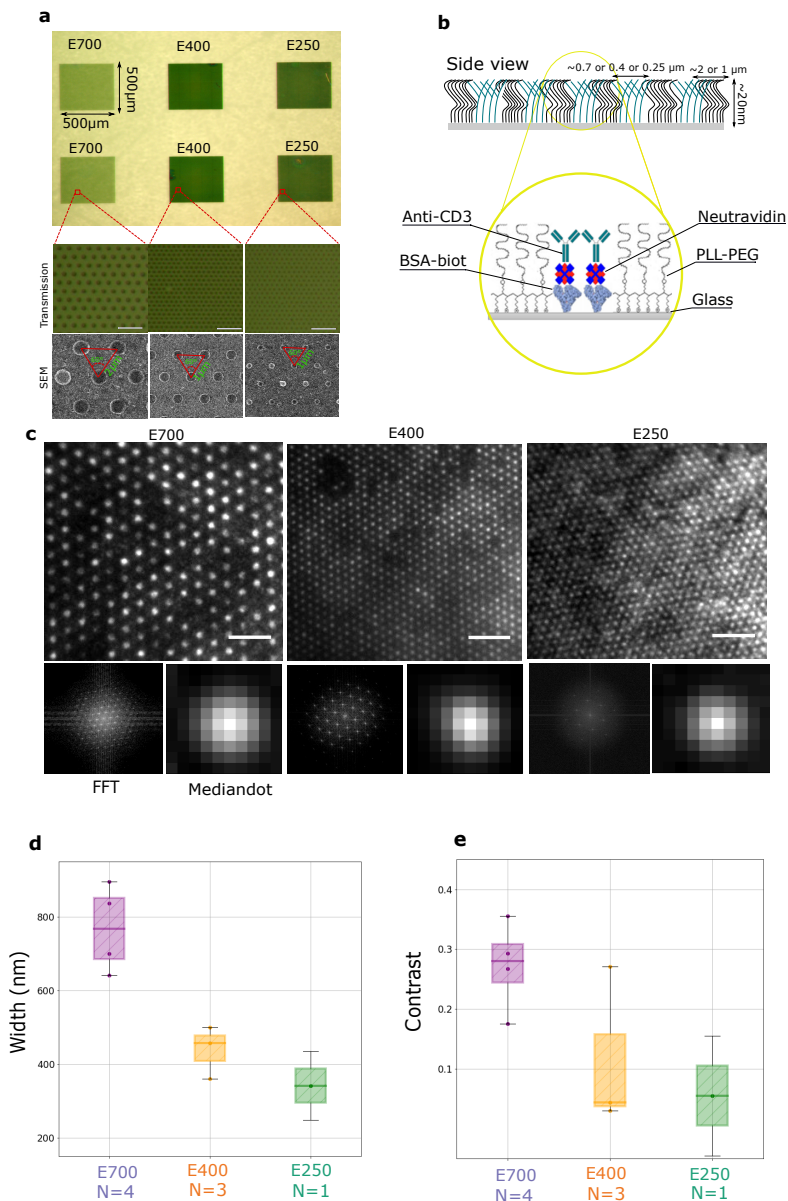 a
E700
E400
E250
500μm
500μm
E700
E400
E250
Transmission
SEM
b
Side view
~0.7 or 0.4 or 0.25 μm
~2 or 1 μm
~20nm
Anti-CD3
Neutravidin
BSA-biot
PLL-PEG
Glass
c
E700
E400
E250
FFT
Mediandot
d
Width (nm)
800
600
400
200
E700
N=4
E400
N=3
E250
N=1
e
Contrast
0.4
0.3
0.2
0.1
E700
N=4
E400
N=3
E250
N=1